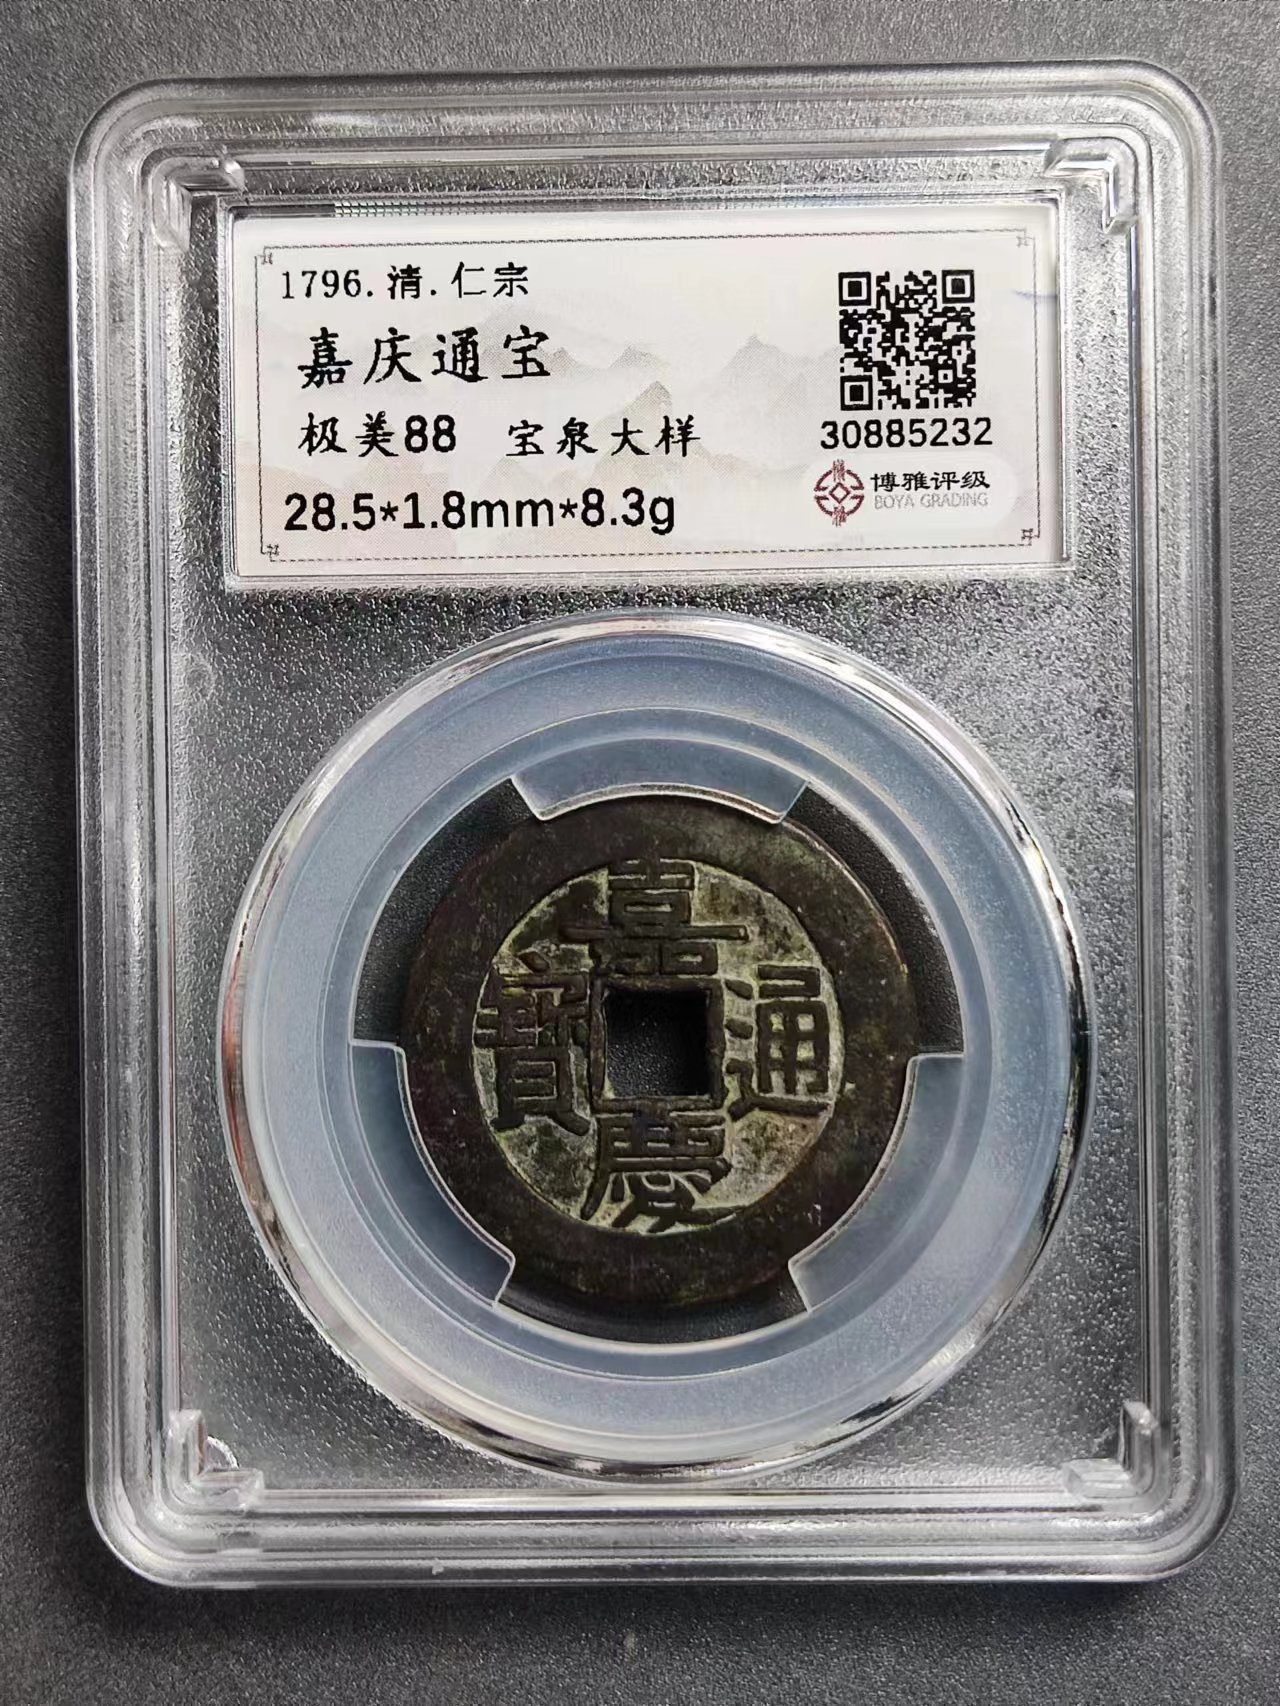 1796.清.仁宗
嘉庆通宝
极美88 宝泉大样
28.5*1.8mm*8.3g
30885232
博雅评级
BOYA GRADING
嘉
寶 通
慶